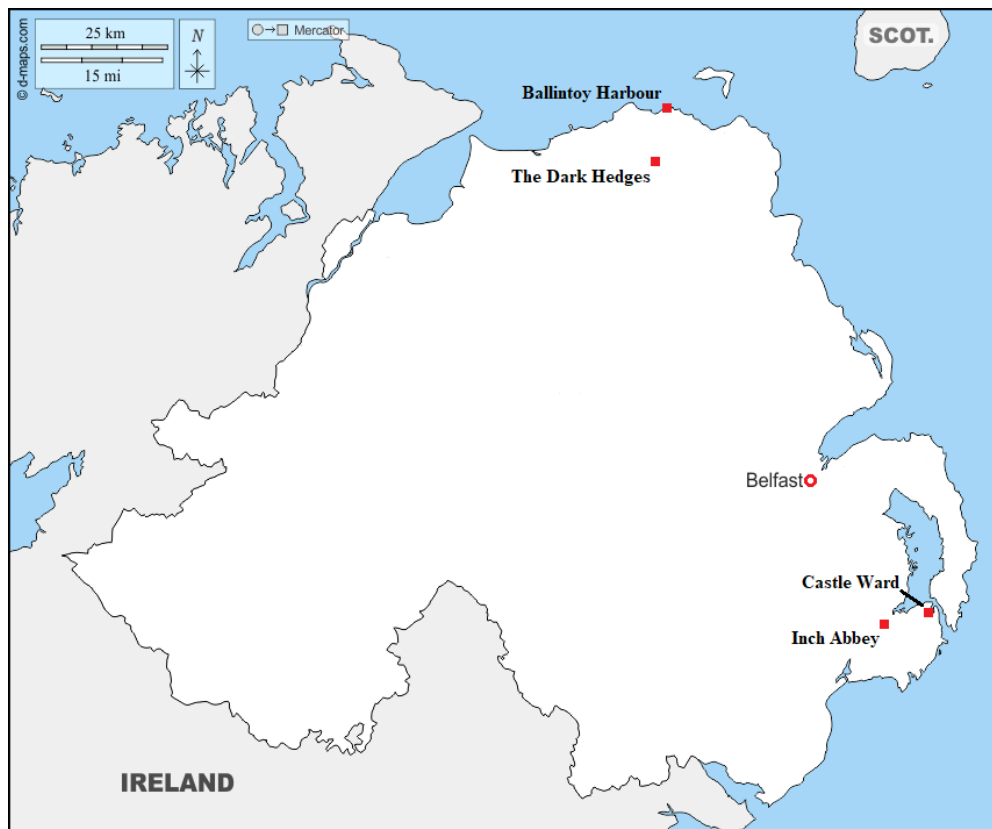 © d-maps.com
25 km
15 mi
N
Mercator
SCOT.
Ballintoy Harbour
The Dark Hedges
Belfast
Castle Ward
Inch Abbey
IRELAND